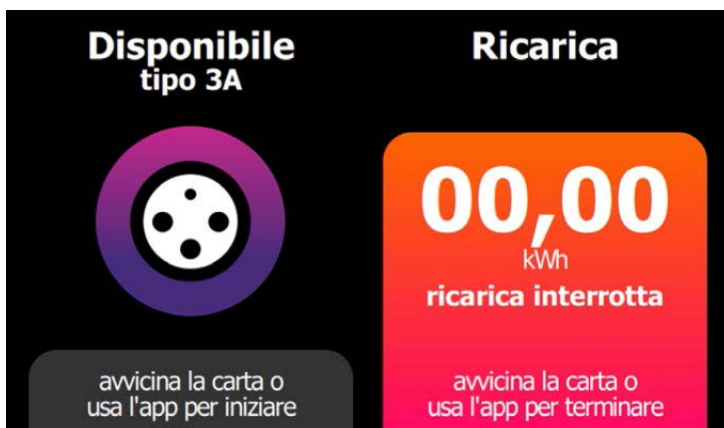 Disponibile
tipo 3A
avvicina la carta o
usa l'app per iniziare
Ricarica
00,00
kWh
ricarica interrotta
avvicina la carta o
usa l'app per terminare